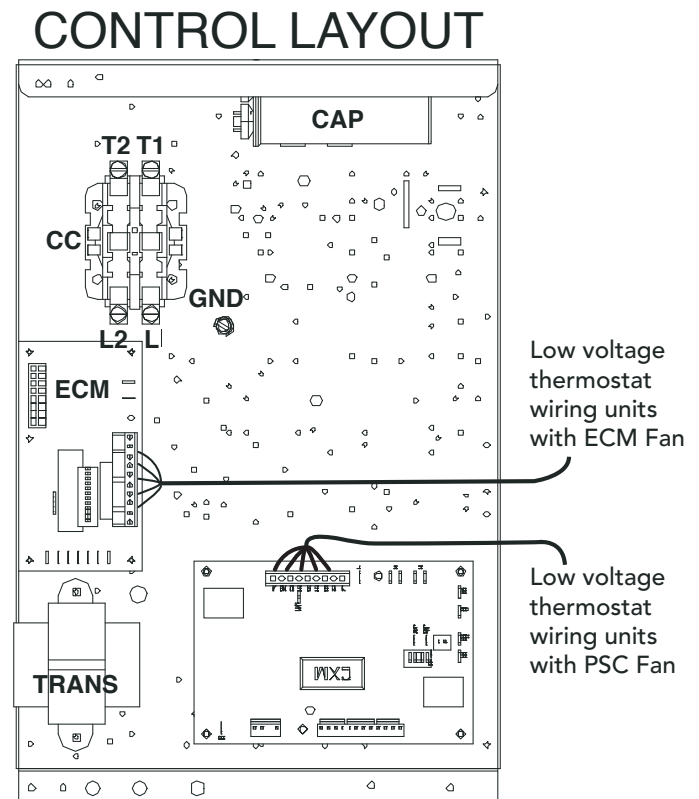 CONTROL LAYOUT
CAP
T2 T1
CC
GND
L2 L
ECM
Low voltage
thermostat
wiring units
with ECM Fan
Low voltage
thermostat
wiring units
with PSC Fan
CXM
TRANS